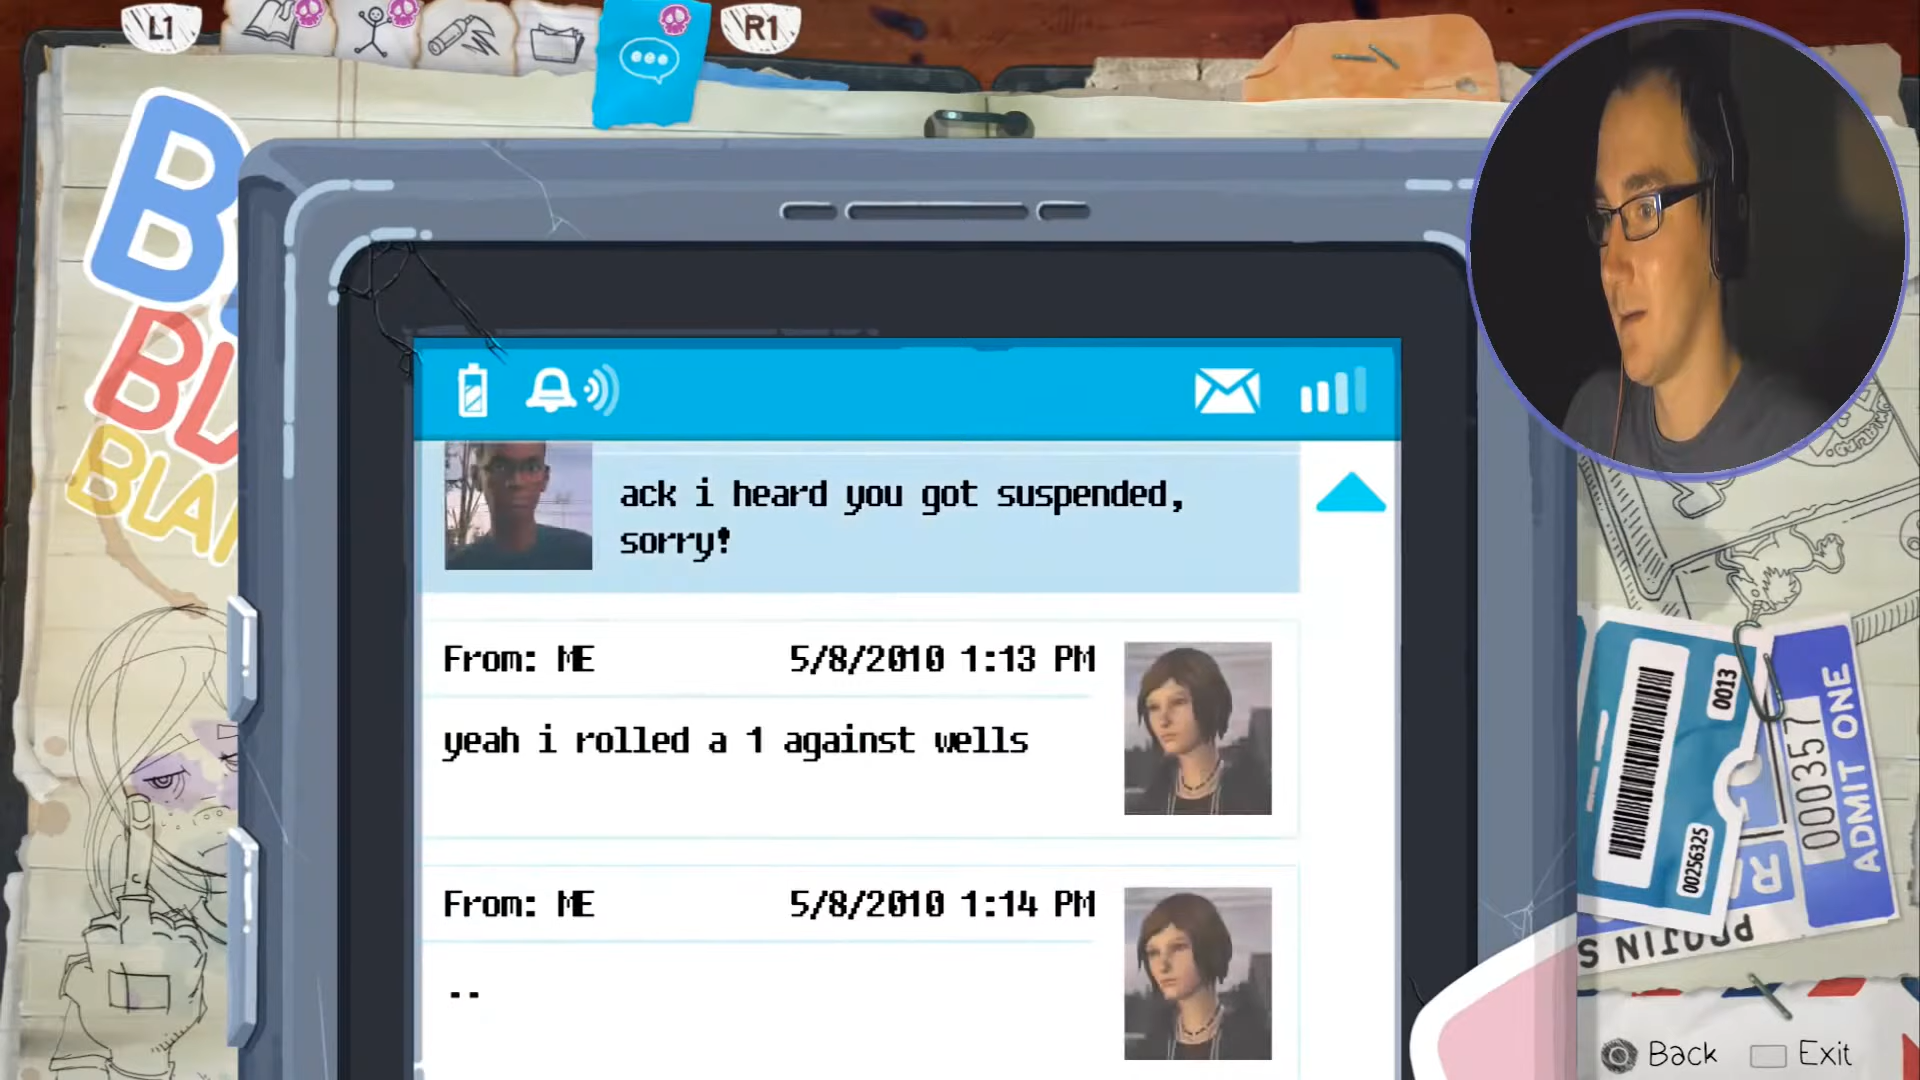 L1
R1
ack i heard you got suspended,
sorry!
From: ME 5/8/2010 1:13 PM
yeah i rolled a 1 against wells
From: ME 5/8/2010 1:14 PM
..
0013
00256325
000357
ADMIT ONE
Back
Exit